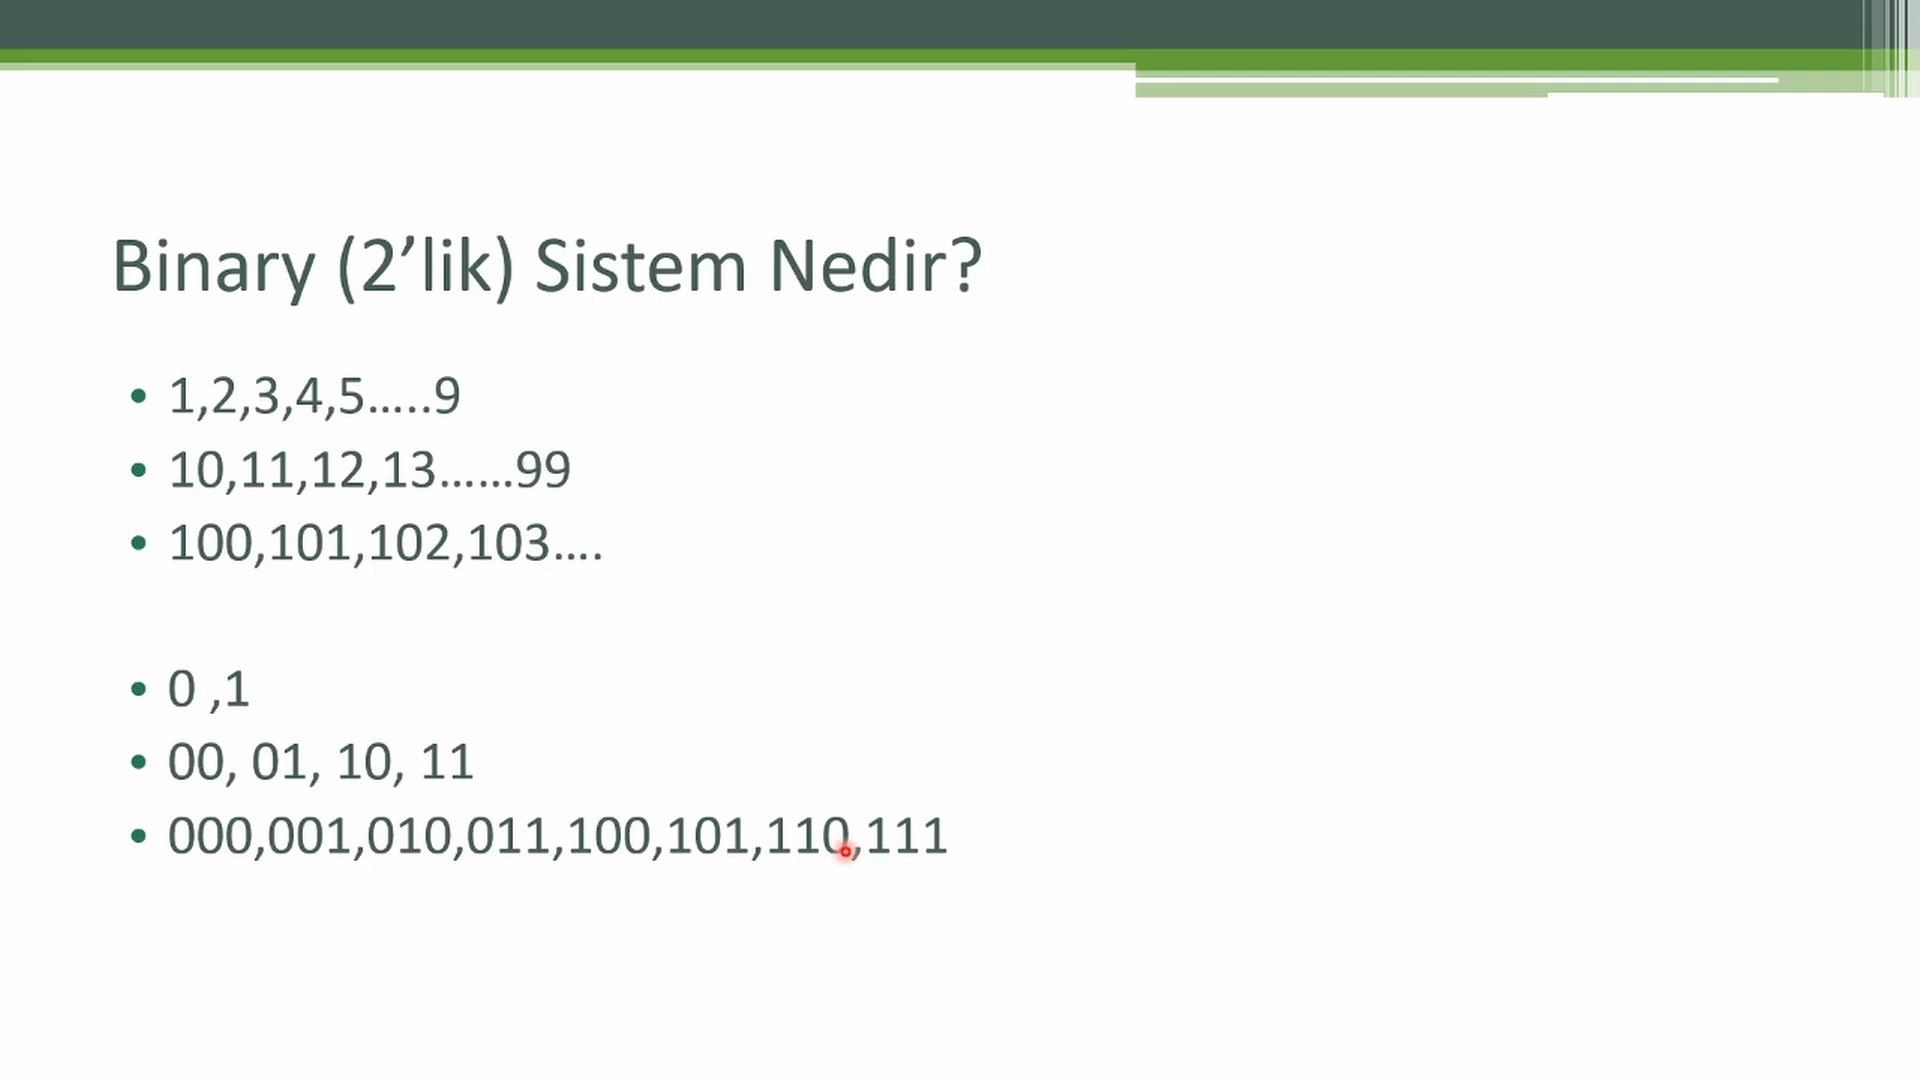 Binary (2’lik) Sistem Nedir?
• 1,2,3,4,5…..9
• 10,11,12,13……99
• 100,101,102,103….
• 0 ,1
• 00, 01, 10, 11
• 000,001,010,011,100,101,110,111